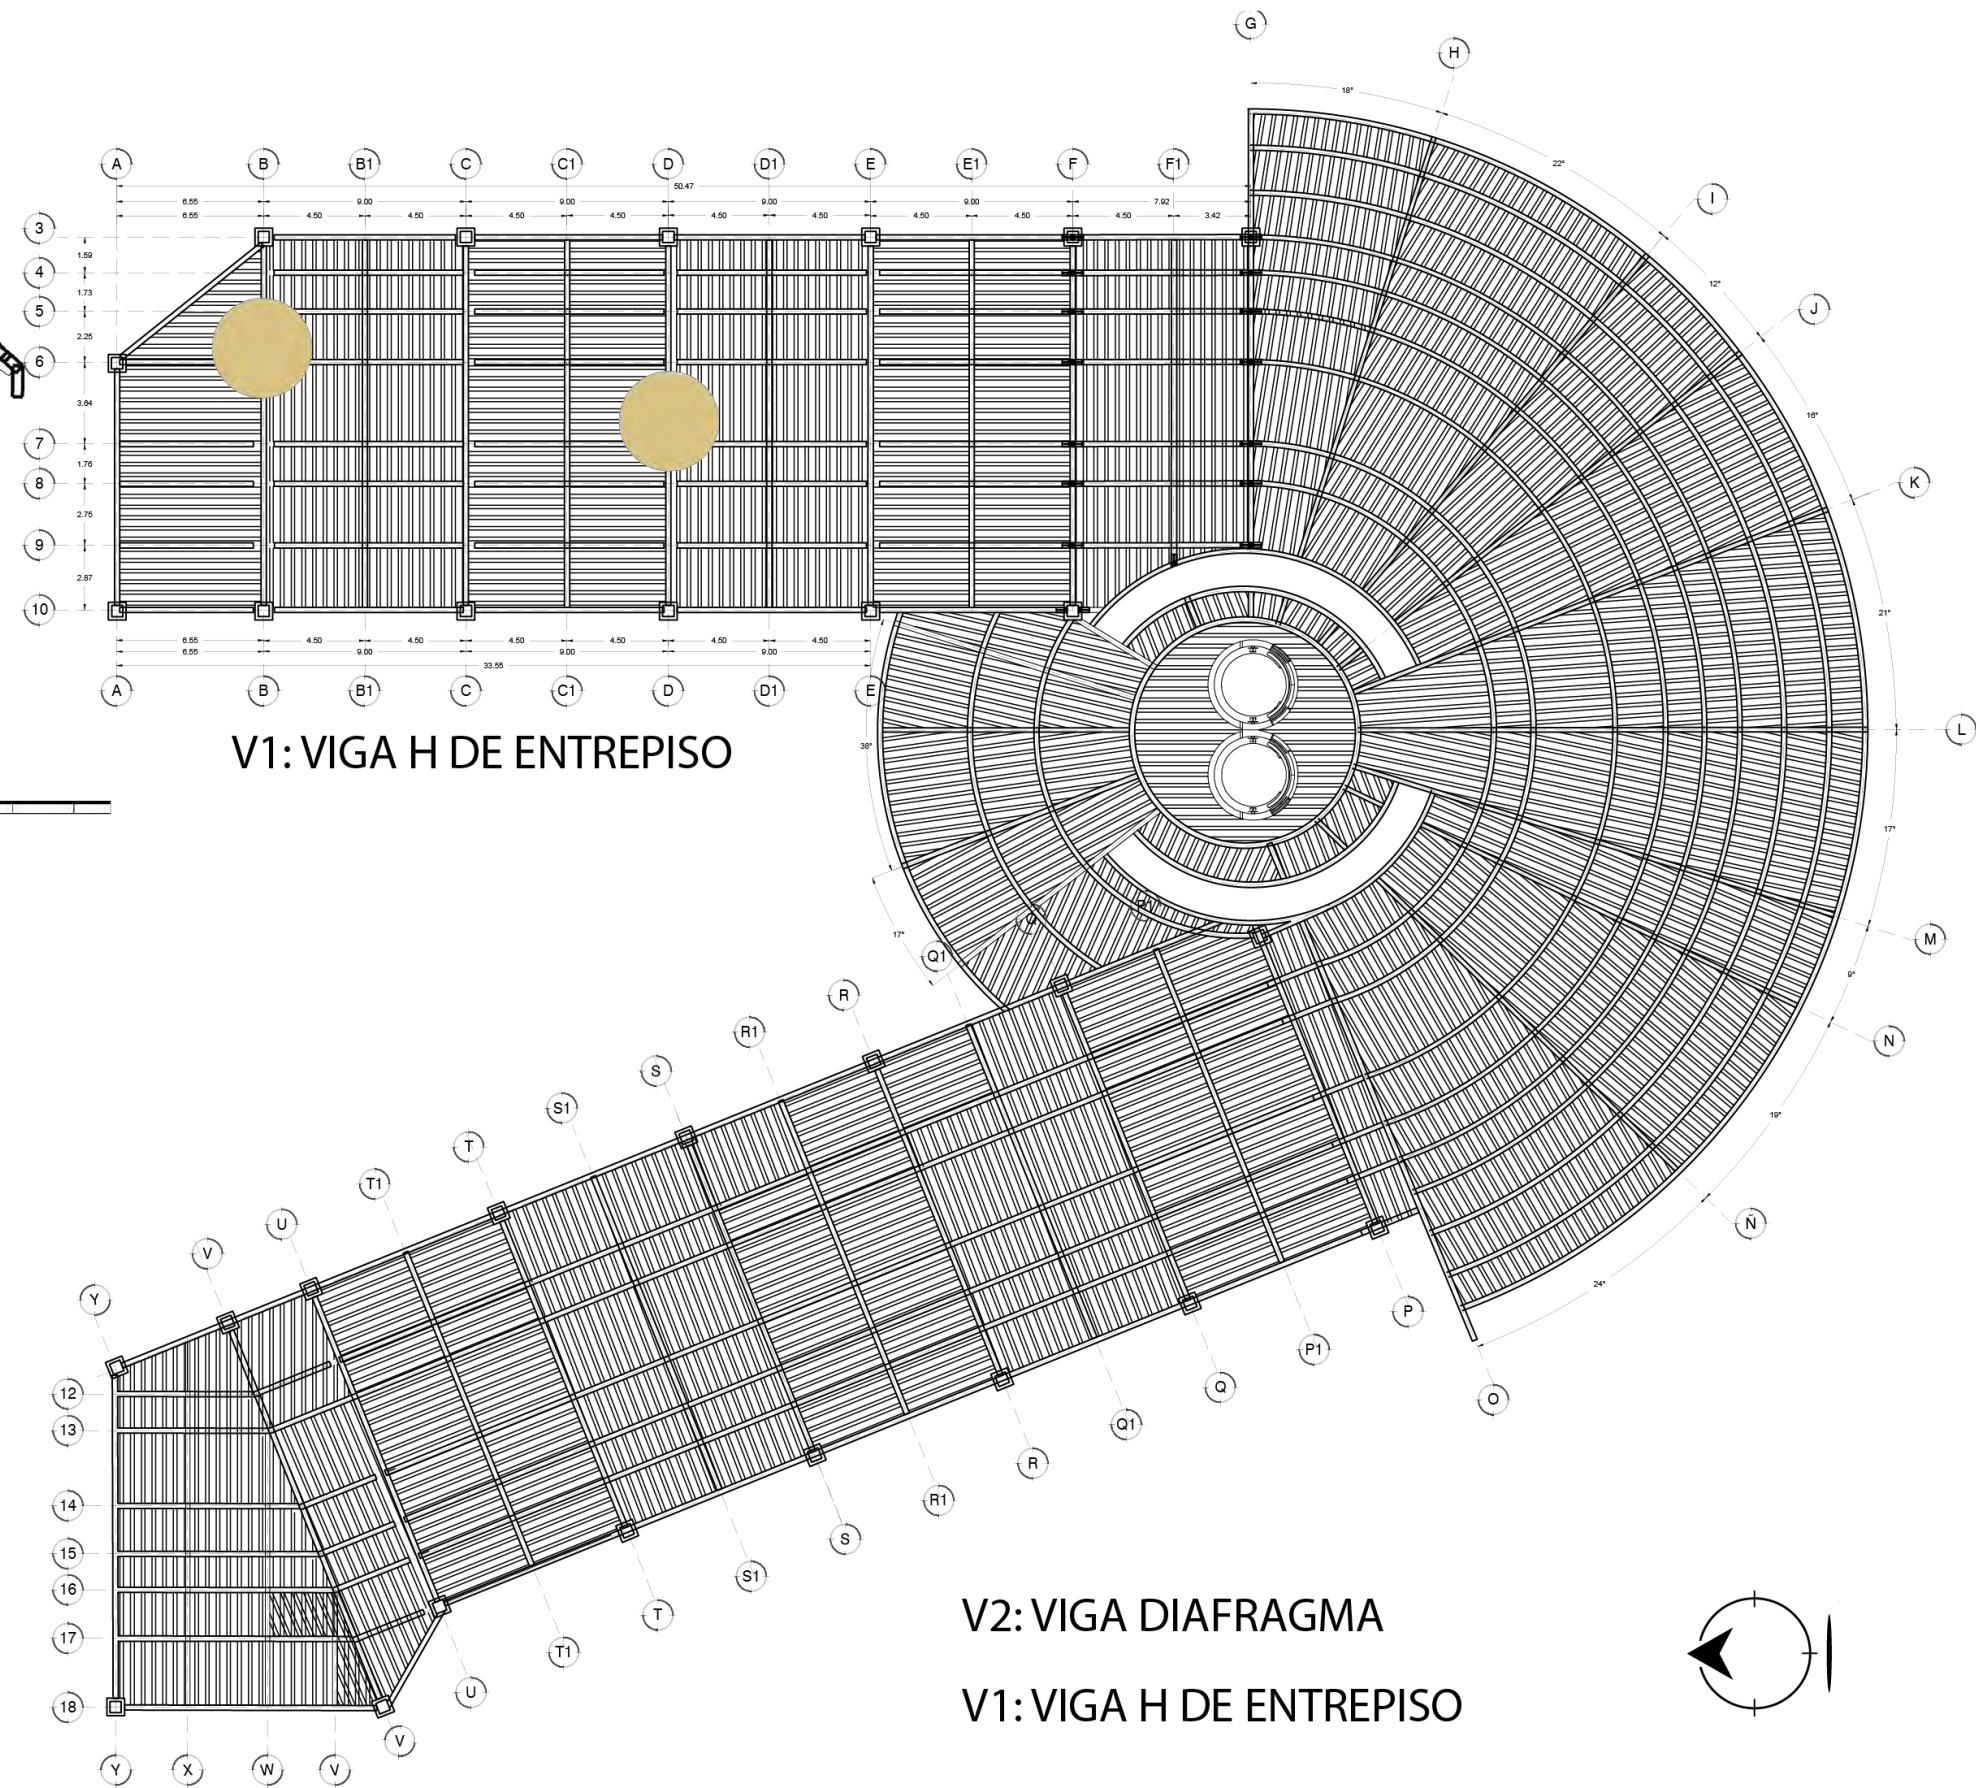 G
H
18°
22°
A B B1 C C1 D D1 E E1 F F1
I
50.47
6.55 9.00 9.00 9.00 9.00 7.92
6.55 4.50 4.50 4.50 4.50 4.50 4.50 4.50 4.50 4.50 3.42
3
1.59
4
12°
1.73
J
5
2.25
6
3.64
16°
7
1.76
8
K
2.75
9
2.87
10
21°
6.55 4.50 4.50 4.50 4.50 4.50 4.50
6.55 9.00 9.00 9.00
33.55
A B B1 C C1 D D1 E
L
V1: VIGA H DE ENTREPISO
38°
17°
17°
M
Q1
9°
R
N
R1
S
S1
19°
T
T1
Ñ
U
V
24°
Y
P
P1
12
Q
O
13
Q1
R
14
R1
S
15
S1
16
T
17
T1
V2: VIGA DIAFRAGMA
U
18
V
V1: VIGA H DE ENTREPISO
Y X W V